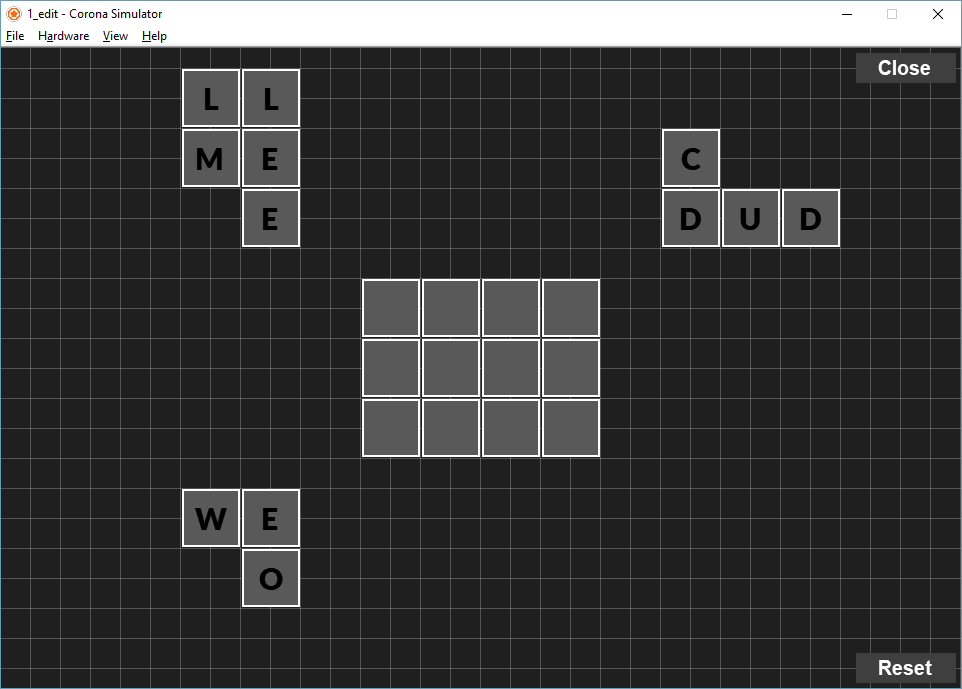 1_edit - Corona Simulator
File Hardware View Help
Close
L L
M E
E
C
D U D
W E
O
Reset